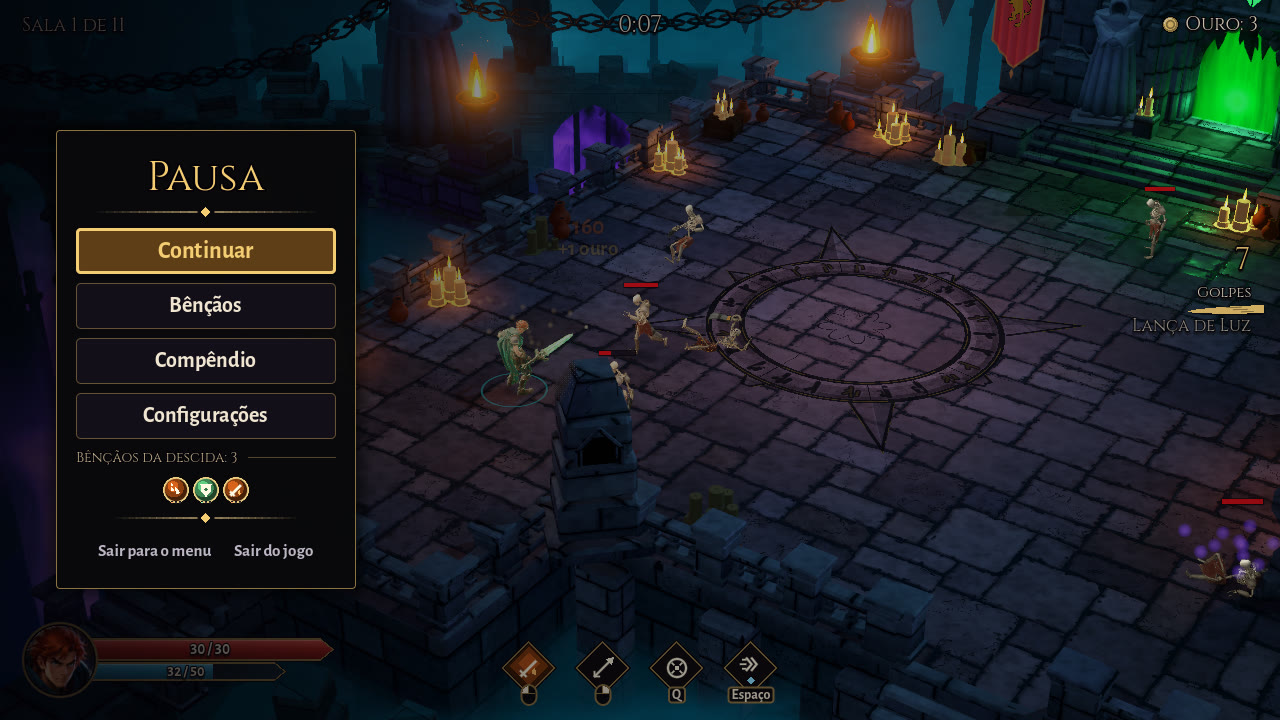 SALA 1 DE 11
0:07
OURO: 3
PAUSA
Continuar
Bênçãos
Compêndio
Configurações
BÊNÇÃOS DA DESCIDA: 3
Sair para o menu
Sair do jogo
+1 ouro
7
GOLPES
LANÇA DE LUZ
30/30
32/50
Q
Espaço